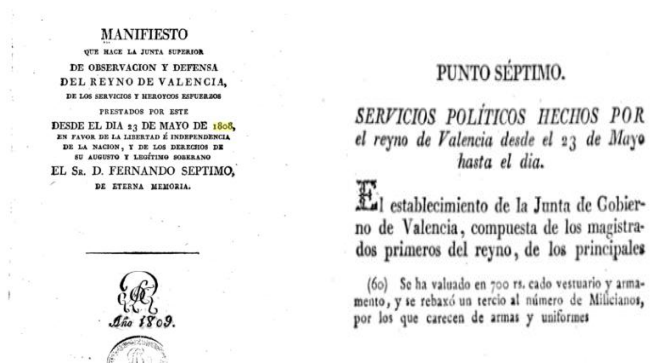 MANIFIESTO
QUE HACE LA JUNTA SUPERIOR
DE OBSERVACION Y DEFENSA
DEL REYNO DE VALENCIA,
DE LOS SERVICIOS Y HEROYCOS ESFUERZOS
PRESTADOS POR ESTE
DESDE EL DIA 23 DE MAYO DE 1808,
EN FAVOR DE LA LIBERTAD É INDEPENDENCIA
DE LA NACION, Y DE LOS DERECHOS DE
SU AUGUSTO Y LEGÍTIMO SOBERANO
EL SR. D. FERNANDO SEPTIMO,
DE ETERNA MEMORIA.
Año 1809.
PUNTO SÉPTIMO.
SERVICIOS POLÍTICOS HECHOS POR
el reyno de Valencia desde el 23 de Mayo
hasta el dia.
El establecimiento de la Junta de Gobier-
no de Valencia, compuesta de los magistra-
dos primeros del reyno, de los principales
(60) Se ha valuado en 700 rs. cado vestuario y arma-
mento, y se rebaxó un tercio al número de Milicianos,
por los que carecen de armas y uniformes